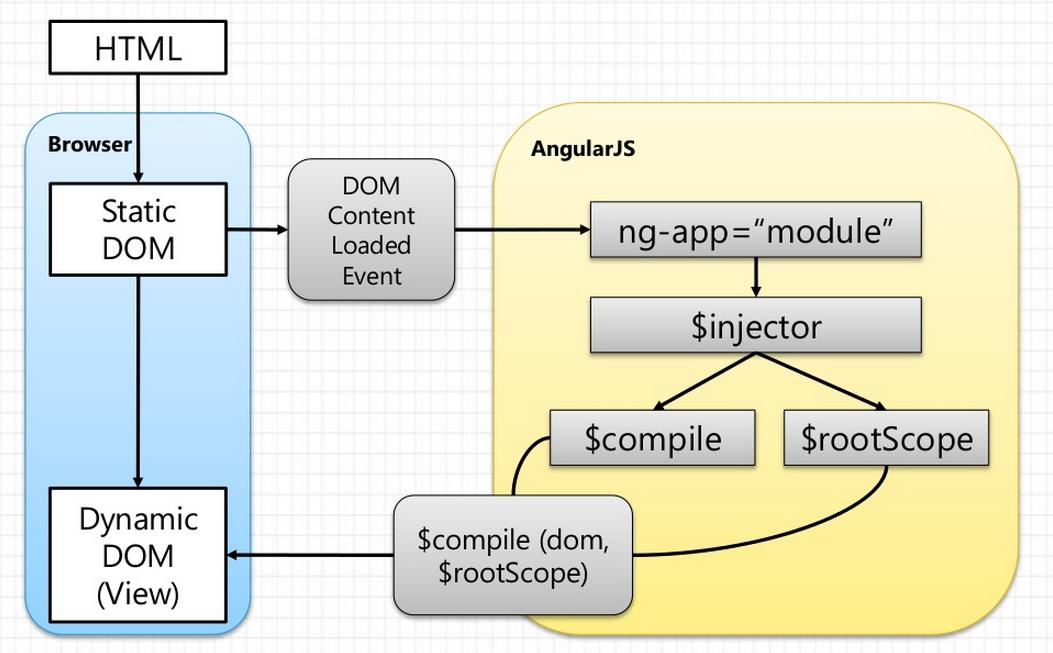 HTML
Browser
Static
DOM
DOM
Content
Loaded
Event
AngularJS
ng-app=“module”
$injector
$compile
$rootScope
$compile (dom,
$rootScope)
Dynamic
DOM
(View)